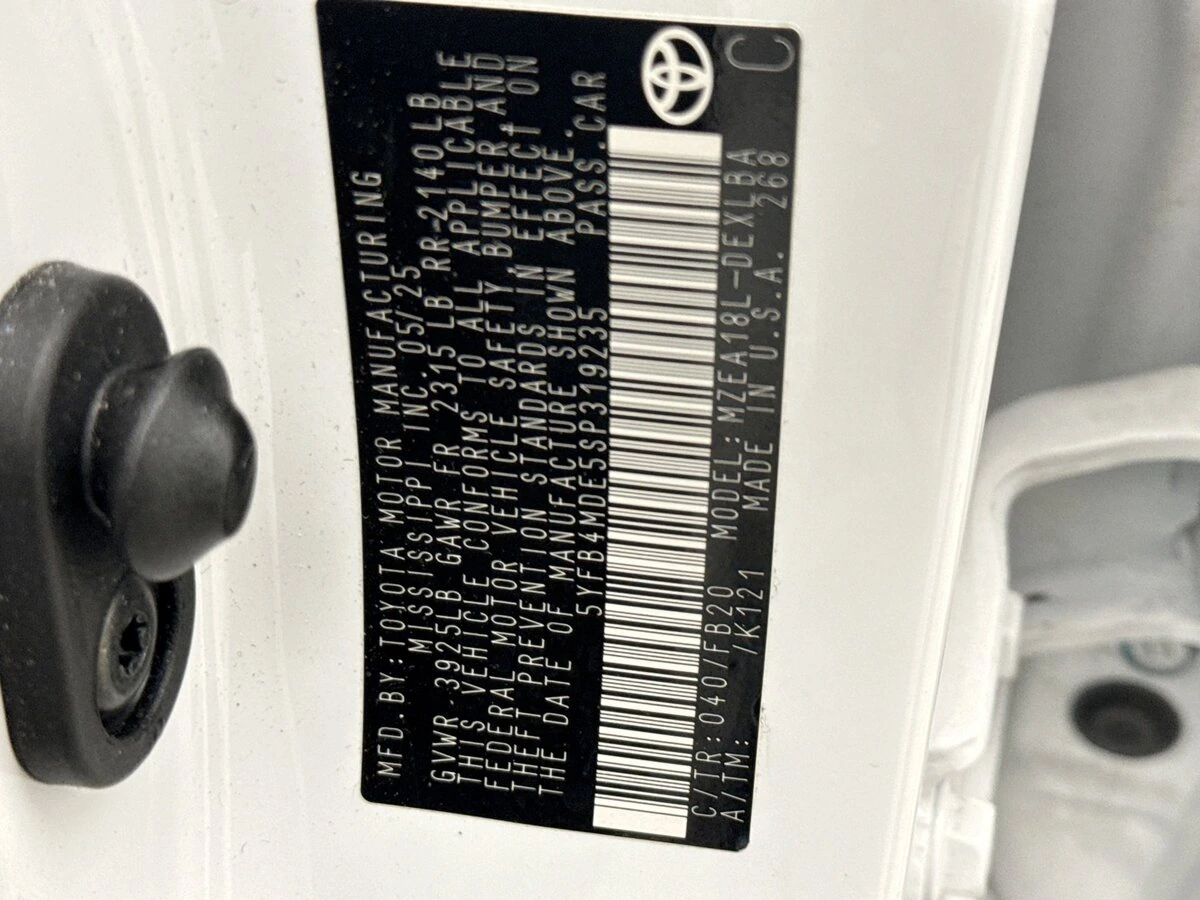 MFD.BY:TOYOTA MOTOR MANUFACTURING
MISSISSIPPI INC. 05/25
GVWR 3925LB GAWR FR 2315 LB RR-2140LB
THIS VEHICLE CONFORMS TO ALL APPLICABLE
FEDERAL MOTOR VEHICLE SAFETY BUMPER AND
THEFT PREVENTION STANDARDS IN EFFECT ON
THE DATE OF MANUFACTURE SHOWN ABOVE.
5YFB4MDE5SP319235 PASS.CAR
C/TR:040/FB20 MODEL:MZEA18L-DEXLBA
A/TM: /K121 MADE IN U.S.A. 268
C